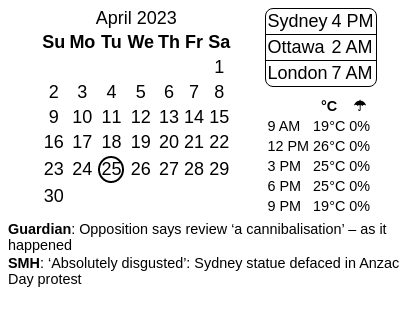 April 2023
Su Mo Tu We Th Fr Sa
1
2 3 4 5 6 7 8
9 10 11 12 13 14 15
16 17 18 19 20 21 22
23 24 25 26 27 28 29
30
Sydney 4 PM
Ottawa 2 AM
London 7 AM
°C ☂
9 AM 19°C 0%
12 PM 26°C 0%
3 PM 25°C 0%
6 PM 25°C 0%
9 PM 19°C 0%
Guardian: Opposition says review ‘a cannibalisation’ – as it
happened
SMH: ‘Absolutely disgusted’: Sydney statue defaced in Anzac
Day protest